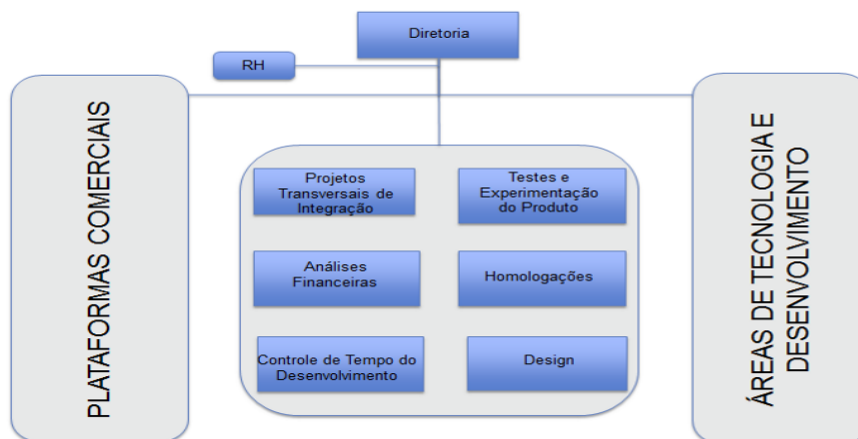 Diretoria
RH
PLATAFORMAS COMERCIAIS
Projetos
Transversais de
Integração
Testes e
Experimentação
do Produto
Análises
Financeiras
Homologações
Controle de Tempo do
Desenvolvimento
Design
ÁREAS DE TECNOLOGIA E
DESENVOLVIMENTO